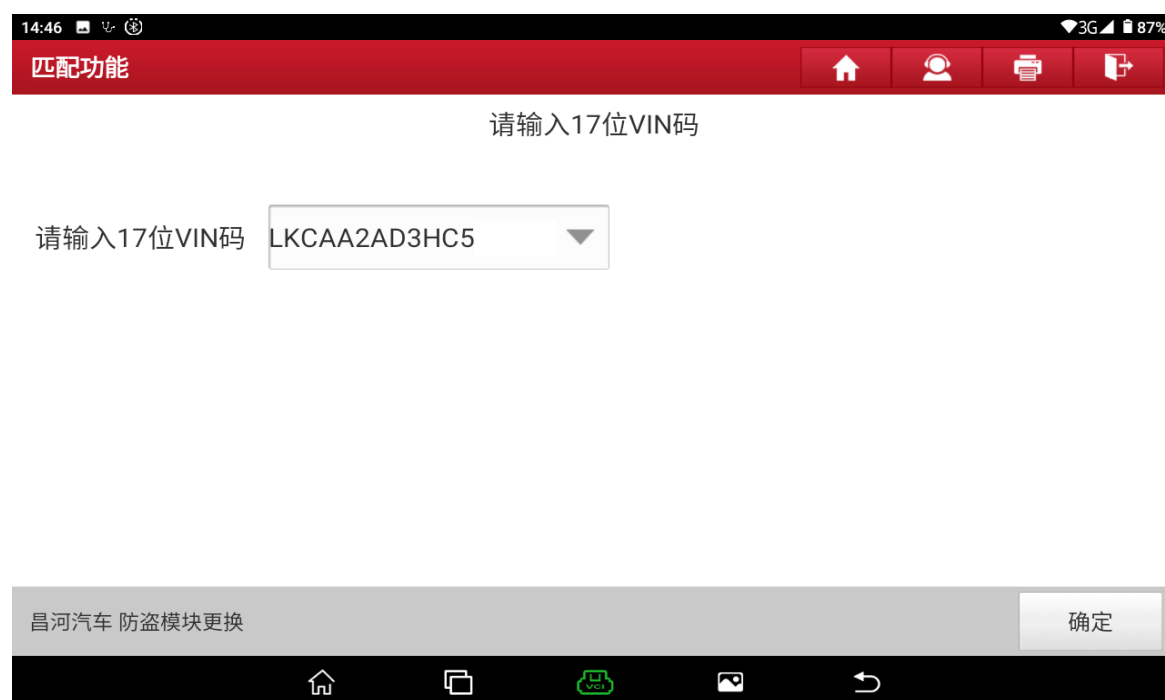 14:46 3G 87%
匹配功能
请输入17位VIN码
请输入17位VIN码 LKCAA2AD3HC5
昌河汽车 防盗模块更换 确定
VCI